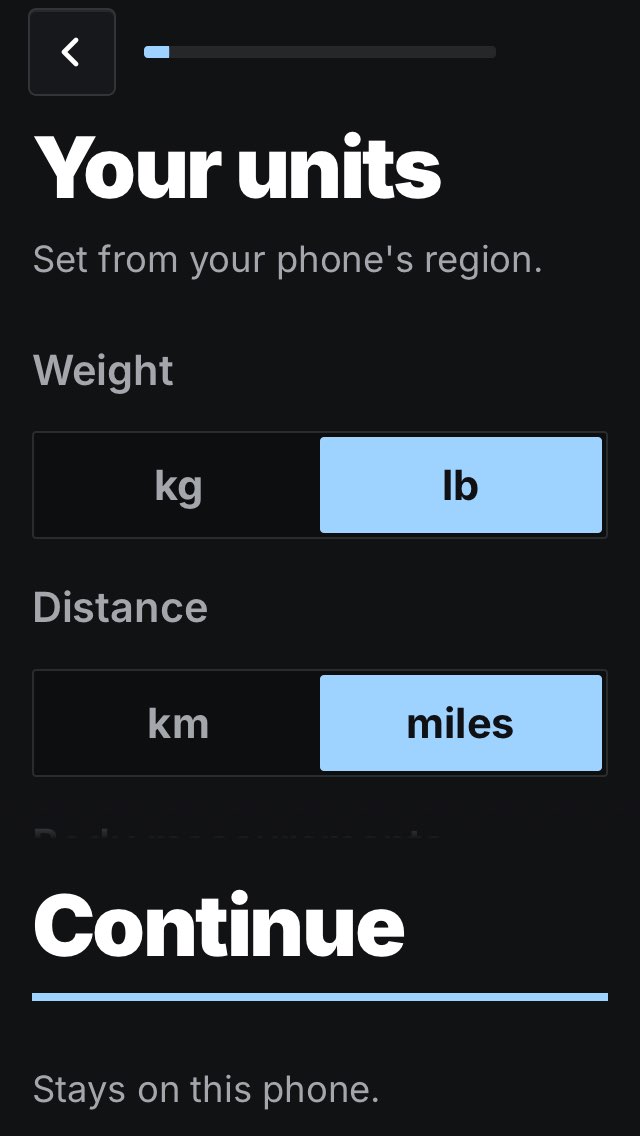 Your units
Set from your phone's region.
Weight
kg
lb
Distance
km
miles
Continue
Stays on this phone.